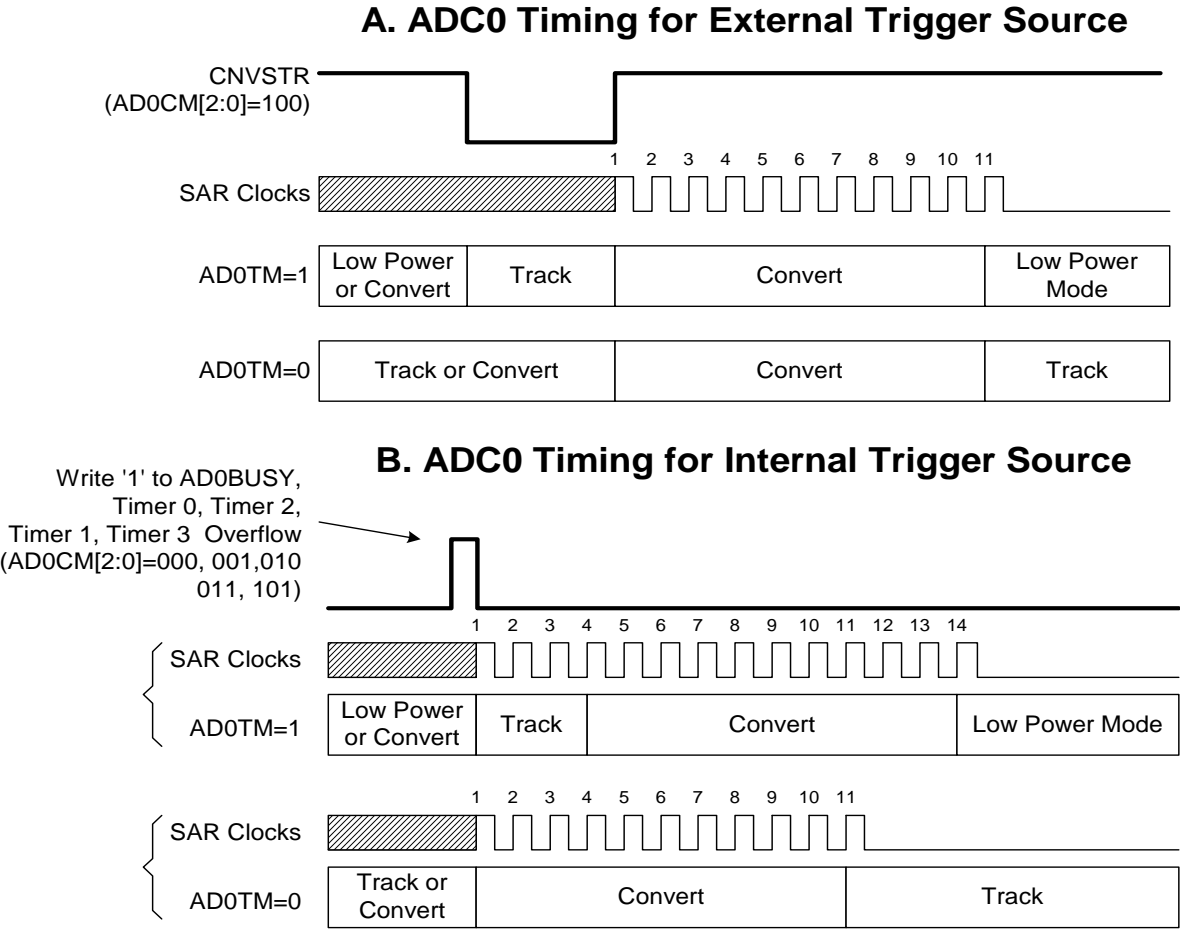 A. ADC0 Timing for External Trigger Source
CNVSTR
(AD0CM[2:0]=100)
1 2 3 4 5 6 7 8 9 10 11
SAR Clocks
AD0TM=1
Low Power
or Convert
Track
Convert
Low Power
Mode
AD0TM=0
Track or Convert
Convert
Track
B. ADC0 Timing for Internal Trigger Source
Write '1' to AD0BUSY,
Timer 0, Timer 2,
Timer 1, Timer 3 Overflow
(AD0CM[2:0]=000, 001,010
011, 101)
1 2 3 4 5 6 7 8 9 10 11 12 13 14
SAR Clocks
AD0TM=1
Low Power
or Convert
Track
Convert
Low Power Mode
1 2 3 4 5 6 7 8 9 10 11
SAR Clocks
AD0TM=0
Track or
Convert
Convert
Track